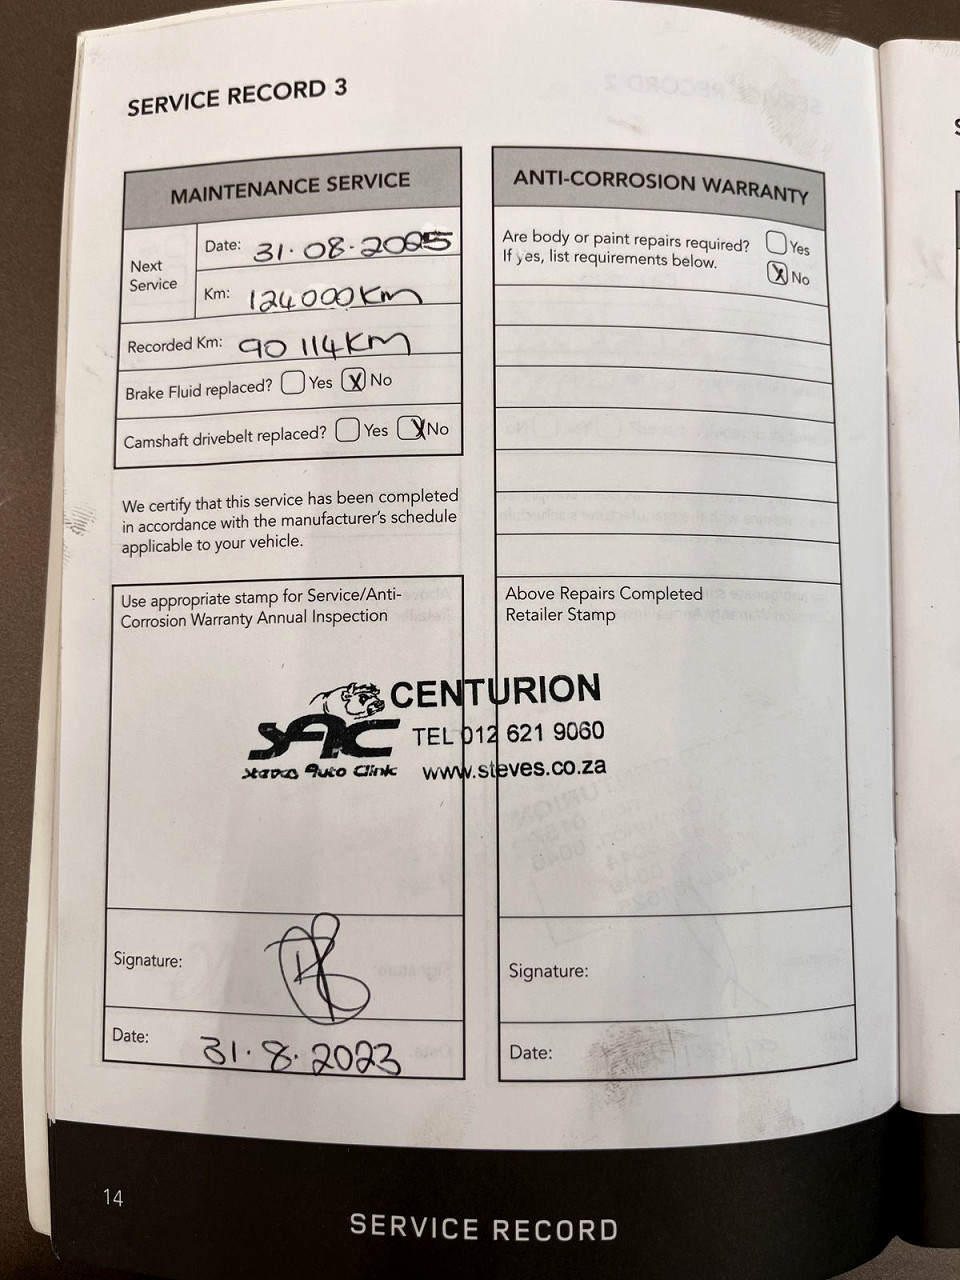 SERVICE RECORD 3
MAINTENANCE SERVICE
Next Service
Date: 31.08.2025
Km: 124000Km
Recorded Km: 90 114KM
Brake Fluid replaced? Yes X No
Camshaft drivebelt replaced? Yes X No
We certify that this service has been completed
in accordance with the manufacturer's schedule
applicable to your vehicle.
Use appropriate stamp for Service/Anti-
Corrosion Warranty Annual Inspection
ANTI-CORROSION WARRANTY
Are body or paint repairs required? Yes
If yes, list requirements below. X No
Above Repairs Completed
Retailer Stamp
CENTURION
SAC TEL 012 621 9060
Steves Auto Clinic www.steves.co.za
Signature:
Date: 31.8.2023
Signature:
Date:
14
SERVICE RECORD